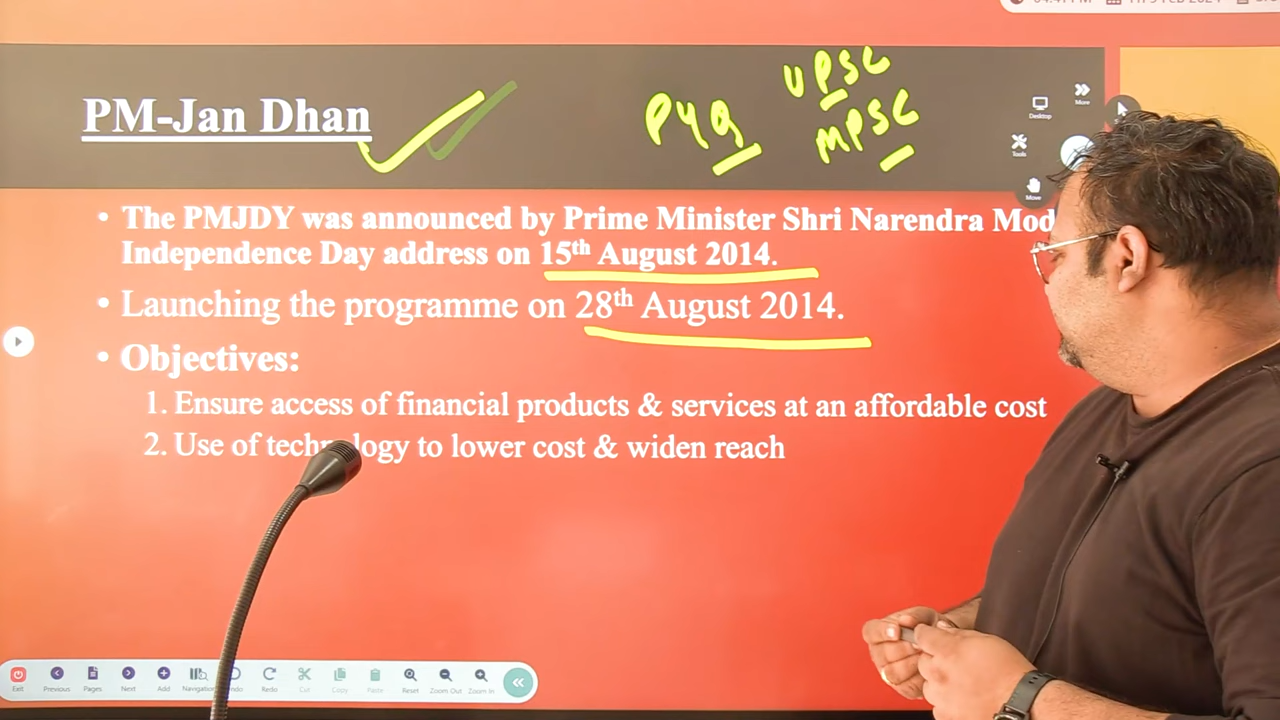 PM-Jan Dhan
PYQ
UPSC
MPSC
Desktop
More
Tools
Move
• The PMJDY was announced by Prime Minister Shri Narendra Mod
Independence Day address on 15th August 2014.
• Launching the programme on 28th August 2014.
• Objectives:
1. Ensure access of financial products & services at an affordable cost
2. Use of technology to lower cost & widen reach
Exit Previous Pages Next Add Navigation Undo Redo Cut Copy Paste Reset Zoom Out Zoom In